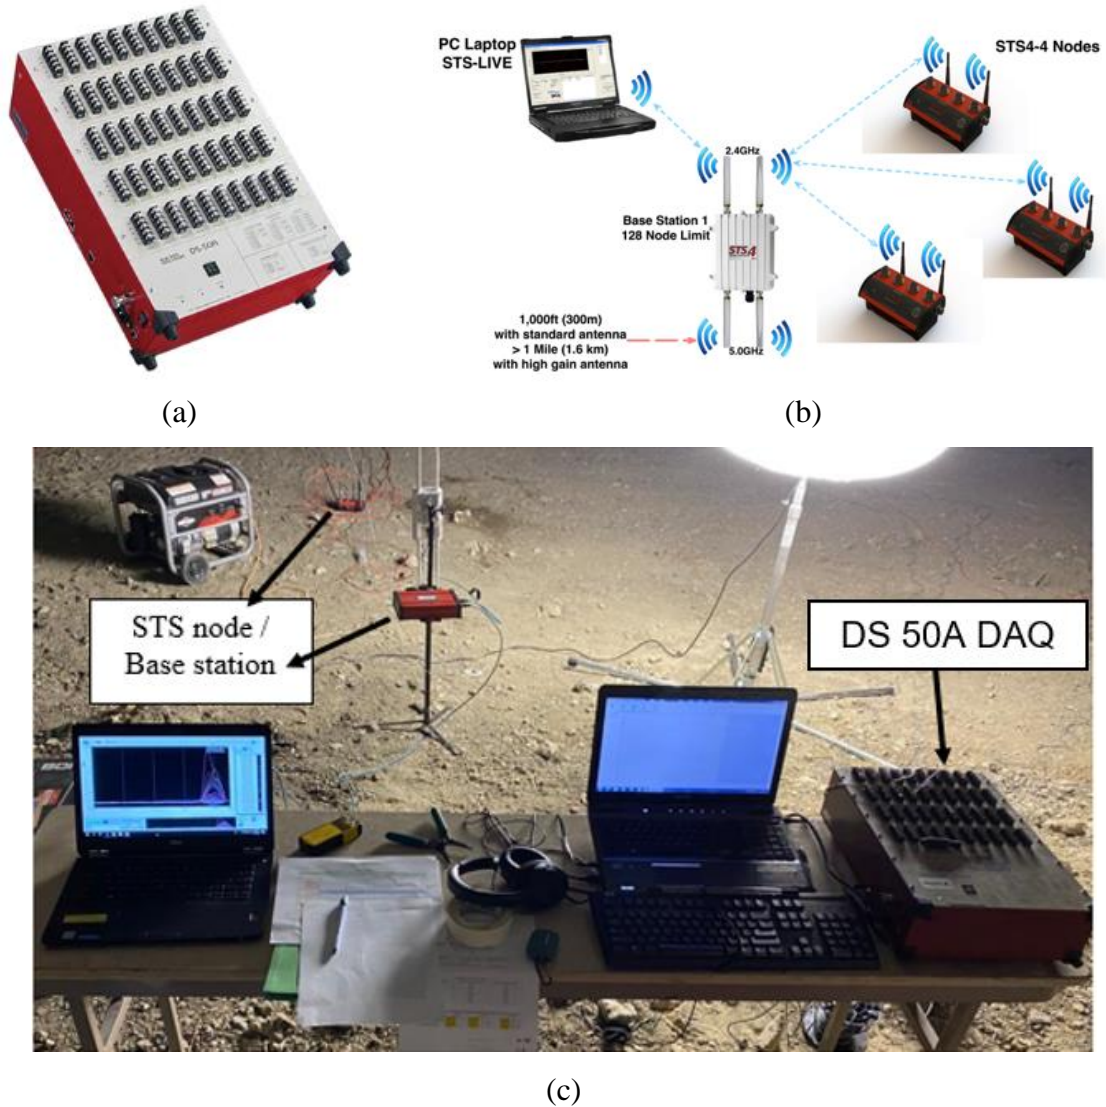 DS-50A
(a)
PC Laptop
STS-LIVE
STS4-4 Nodes
2.4GHz
Base Station 1
128 Node Limit
STS4
1,000ft (300m)
with standard antenna
> 1 Mile (1.6 km)
with high gain antenna
5.0GHz
(b)
STS node /
Base station
DS 50A DAQ
(c)